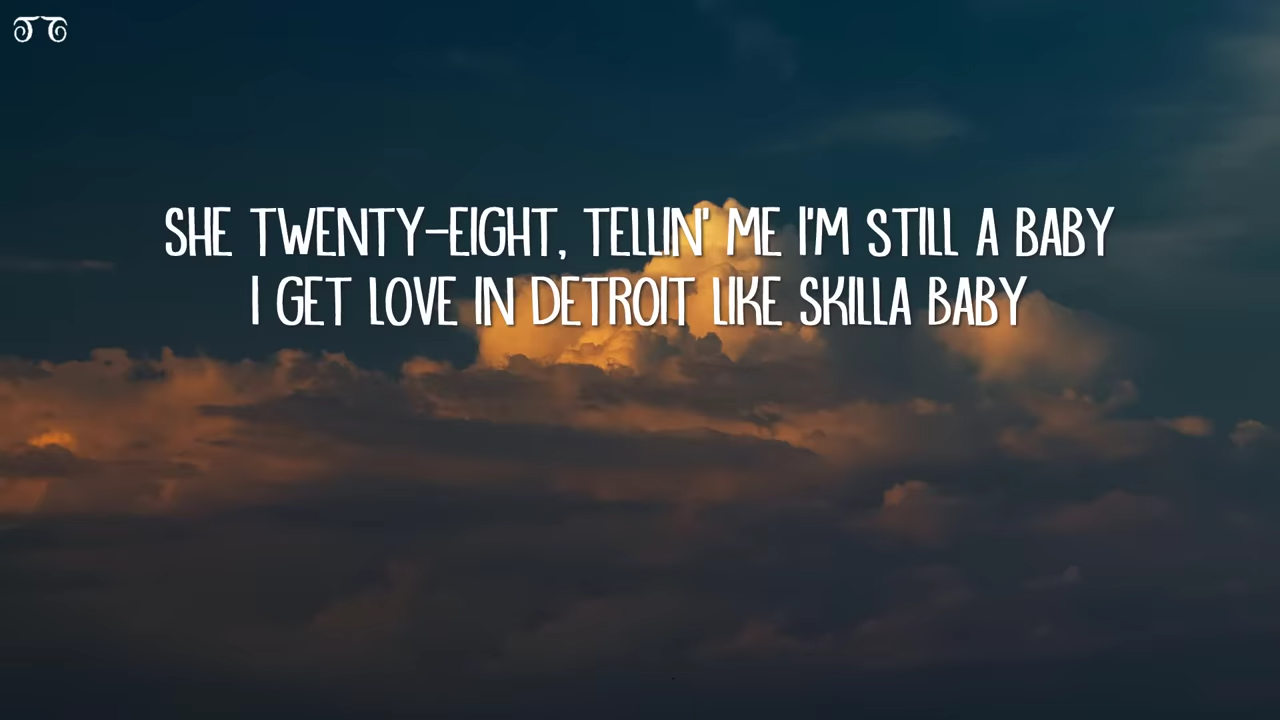 SHE TWENTY-EIGHT, TELLIN' ME I'M STILL A BABY
I GET LOVE IN DETROIT LIKE SKILLA BABY